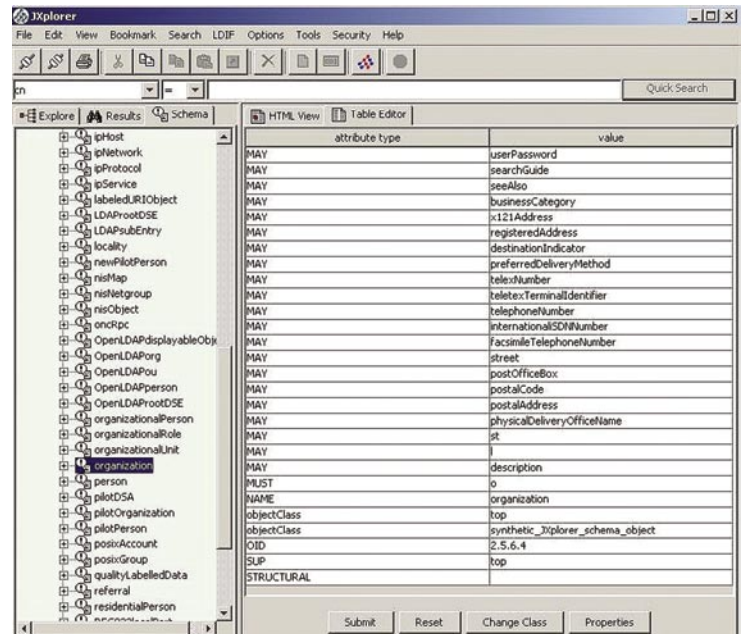 JXplorer
File Edit View Bookmark Search LDIF Options Tools Security Help
cn = Quick Search
Explore Results Schema
HTML View Table Editor
ipHost
ipNetwork
ipProtocol
ipService
labeledURIObject
LDAProotDSE
LDAPsubEntry
locality
newPilotPerson
nisMap
nisNetgroup
nisObject
oncRpc
OpenLDAPdisplayableObj
OpenLDAPorg
OpenLDAPou
OpenLDAPperson
OpenLDAProotDSE
organizationalPerson
organizationalRole
organizationalUnit
organization
person
pilotDSA
pilotOrganization
pilotPerson
posixAccount
posixGroup
qualityLabelledData
referral
residentialPerson
attribute type value
MAY userPassword
MAY searchGuide
MAY seeAlso
MAY businessCategory
MAY x121Address
MAY registeredAddress
MAY destinationIndicator
MAY preferredDeliveryMethod
MAY telexNumber
MAY teletexTerminalIdentifier
MAY telephoneNumber
MAY internationaliSDNNumber
MAY facsimileTelephoneNumber
MAY street
MAY postOfficeBox
MAY postalCode
MAY postalAddress
MAY physicalDeliveryOfficeName
MAY st
MAY l
MAY description
MUST o
NAME organization
objectClass top
objectClass synthetic_JXplorer_schema_object
OID 2.5.6.4
SUP top
STRUCTURAL
Submit Reset Change Class Properties